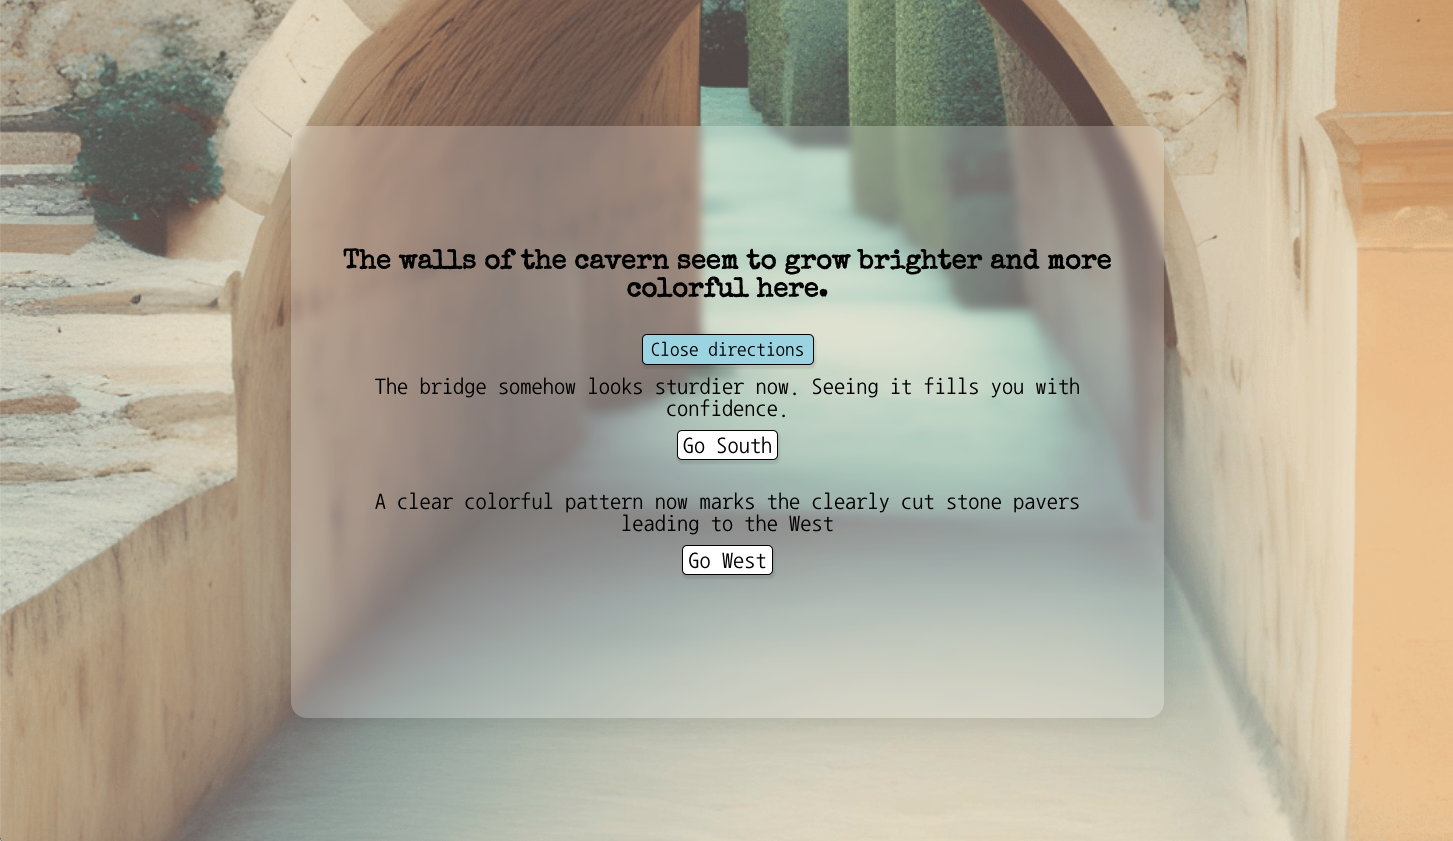 The walls of the cavern seem to grow brighter and more
colorful here.
Close directions
The bridge somehow looks sturdier now. Seeing it fills you with
confidence.
Go South
A clear colorful pattern now marks the clearly cut stone pavers
leading to the West
Go West